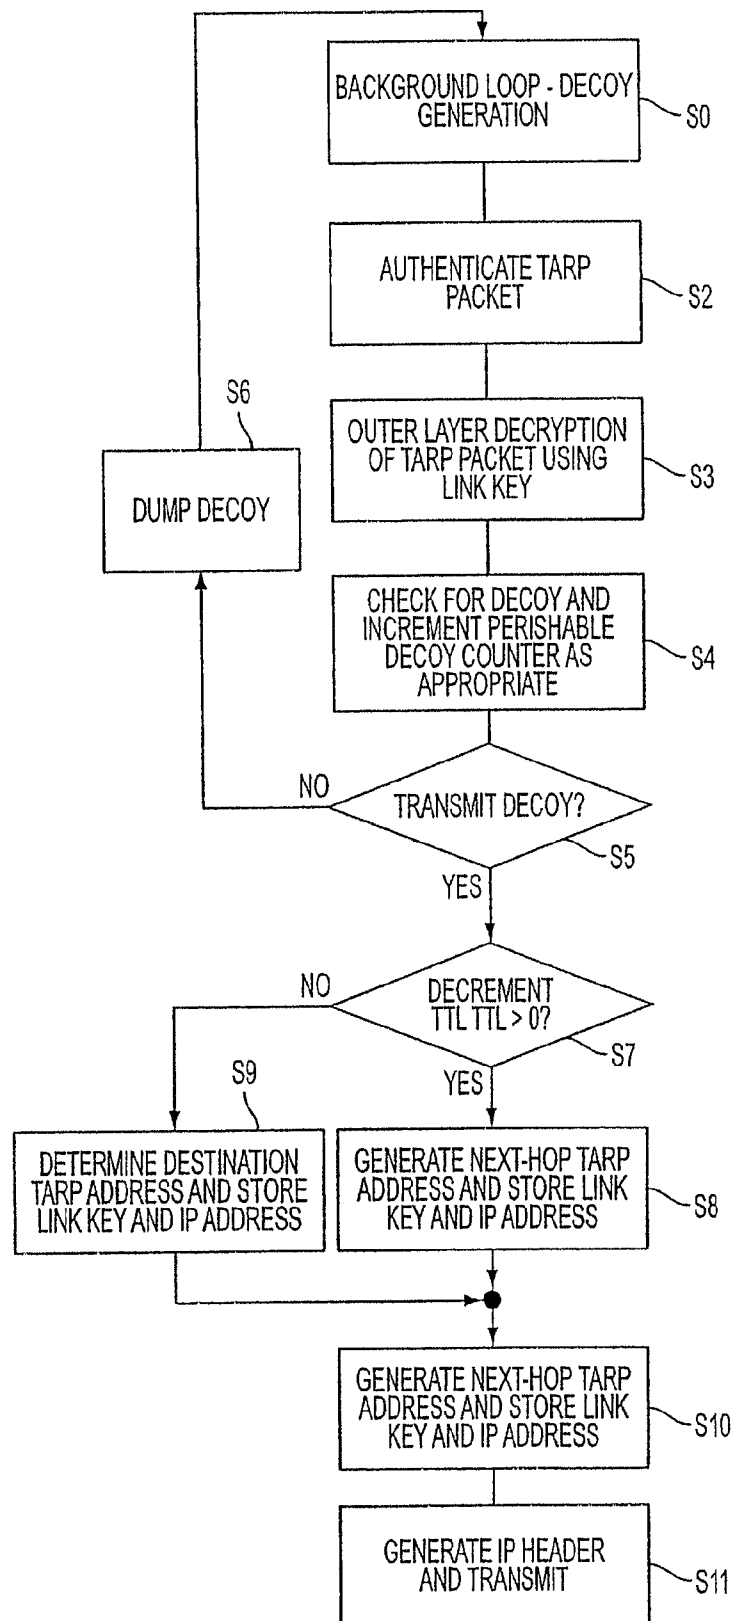 BACKGROUND LOOP - DECOY
GENERATION
S0
AUTHENTICATE TARP
PACKET
S2
OUTER LAYER DECRYPTION
OF TARP PACKET USING
LINK KEY
S3
S6
DUMP DECOY
CHECK FOR DECOY AND
INCREMENT PERISHABLE
DECOY COUNTER AS
APPROPRIATE
S4
NO
TRANSMIT DECOY?
S5
YES
NO
DECREMENT
TTL TTL > 0?
S7
YES
S9
DETERMINE DESTINATION
TARP ADDRESS AND STORE
LINK KEY AND IP ADDRESS
GENERATE NEXT-HOP TARP
ADDRESS AND STORE LINK
KEY AND IP ADDRESS
S8
GENERATE NEXT-HOP TARP
ADDRESS AND STORE LINK
KEY AND IP ADDRESS
S10
GENERATE IP HEADER
AND TRANSMIT
S11